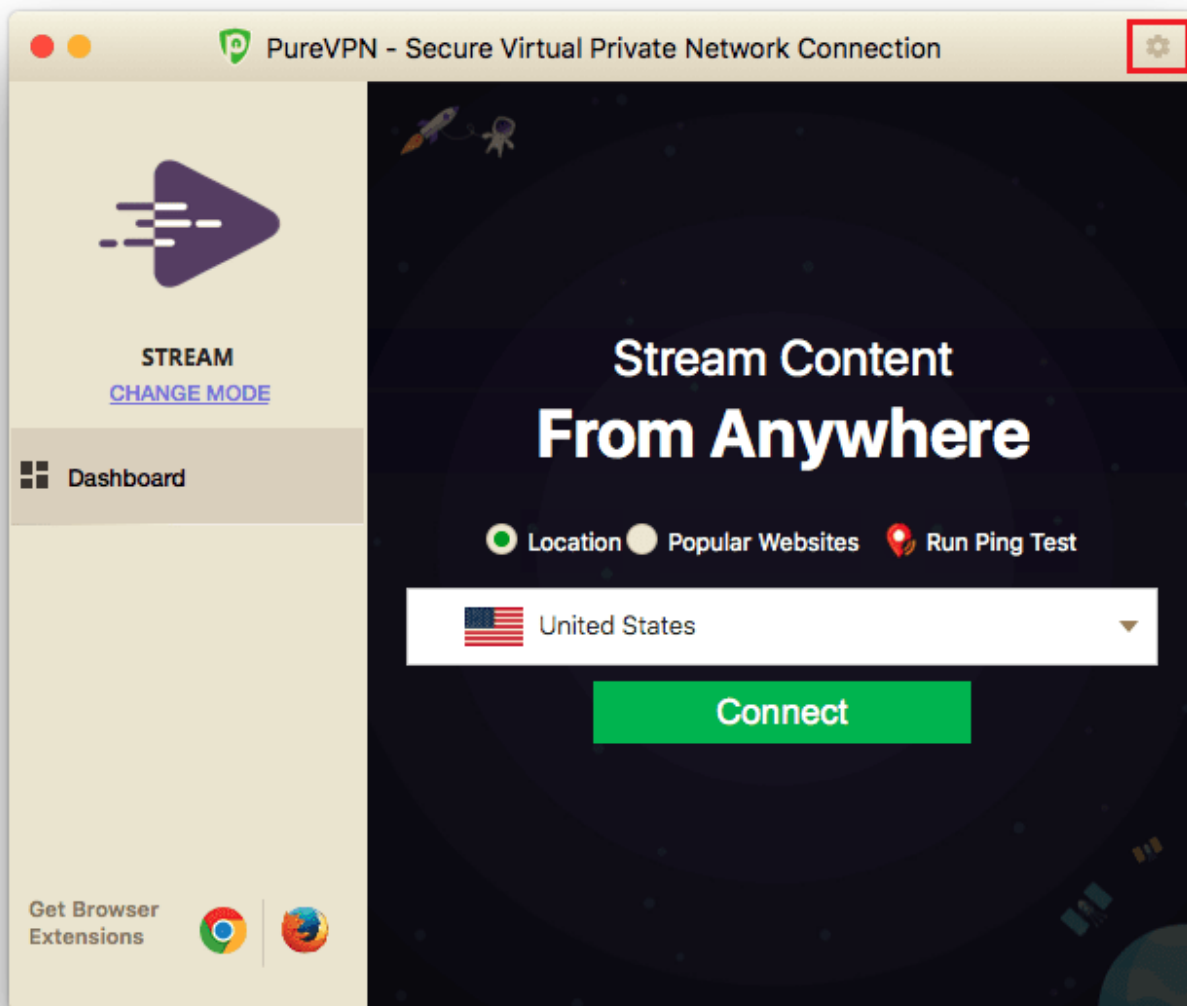 PureVPN - Secure Virtual Private Network Connection
STREAM
CHANGE MODE
Dashboard
Get Browser
Extensions
Stream Content
From Anywhere
Location Popular Websites Run Ping Test
United States
Connect